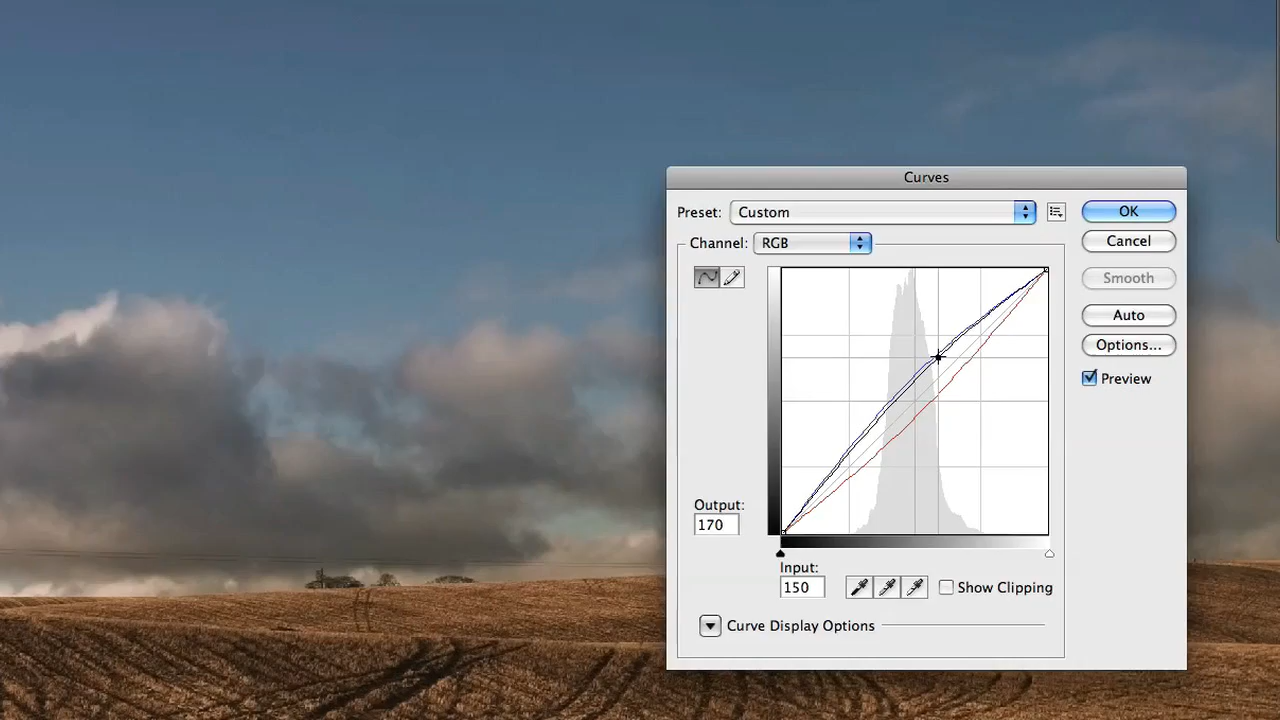 Curves
Preset: Custom
OK
Channel: RGB
Cancel
Smooth
Auto
Options...
Preview
Output:
170
Input:
150
Show Clipping
Curve Display Options